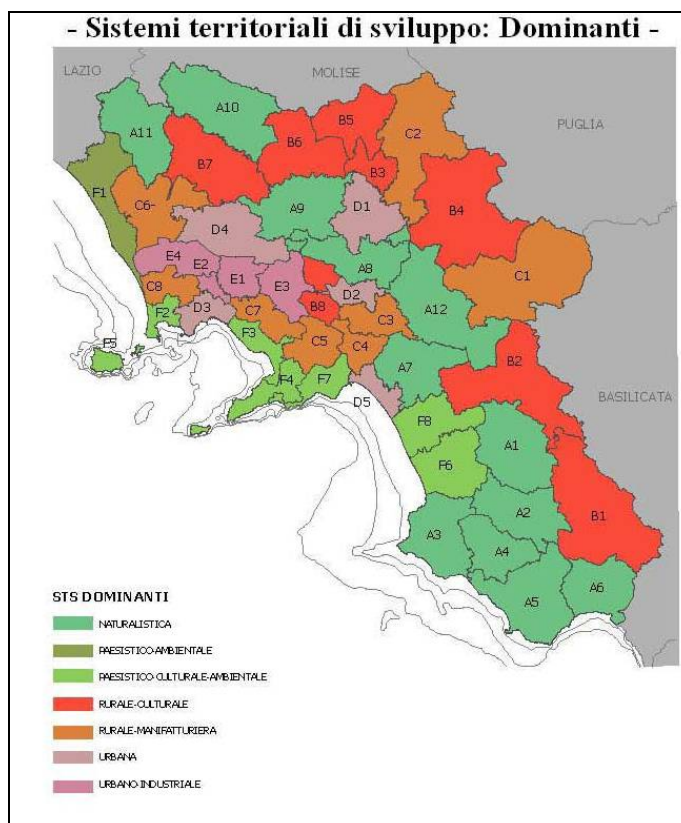 - Sistemi territoriali di sviluppo: Dominanti -
LAZIO
MOLISE
PUGLIA
BASILICATA
A10
A11
B5
C2
B6
B7
B3
F1
C6-
A9
D1
B4
D4
E4
E2
E1
E3
A8
C1
C8
B8
D2
A12
F2
D3
C7
C3
F3
C5
C4
F5
B2
A7
F4
F7
D5
F8
A1
F6
A2
B1
A3
A4
A5
A6
STS DOMINANTI
NATURALISTICA
PAESISTICO-AMBIENTALE
PAESISTICO CULTURALE-AMBIENTALE
RURALE-CULTURALE
RURALE-MANIFATTURIERA
URBANA
URBANO INDUSTRIALE